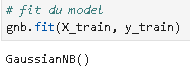 # fit du model
gnb.fit(X_train, y_train)
GaussianNB()